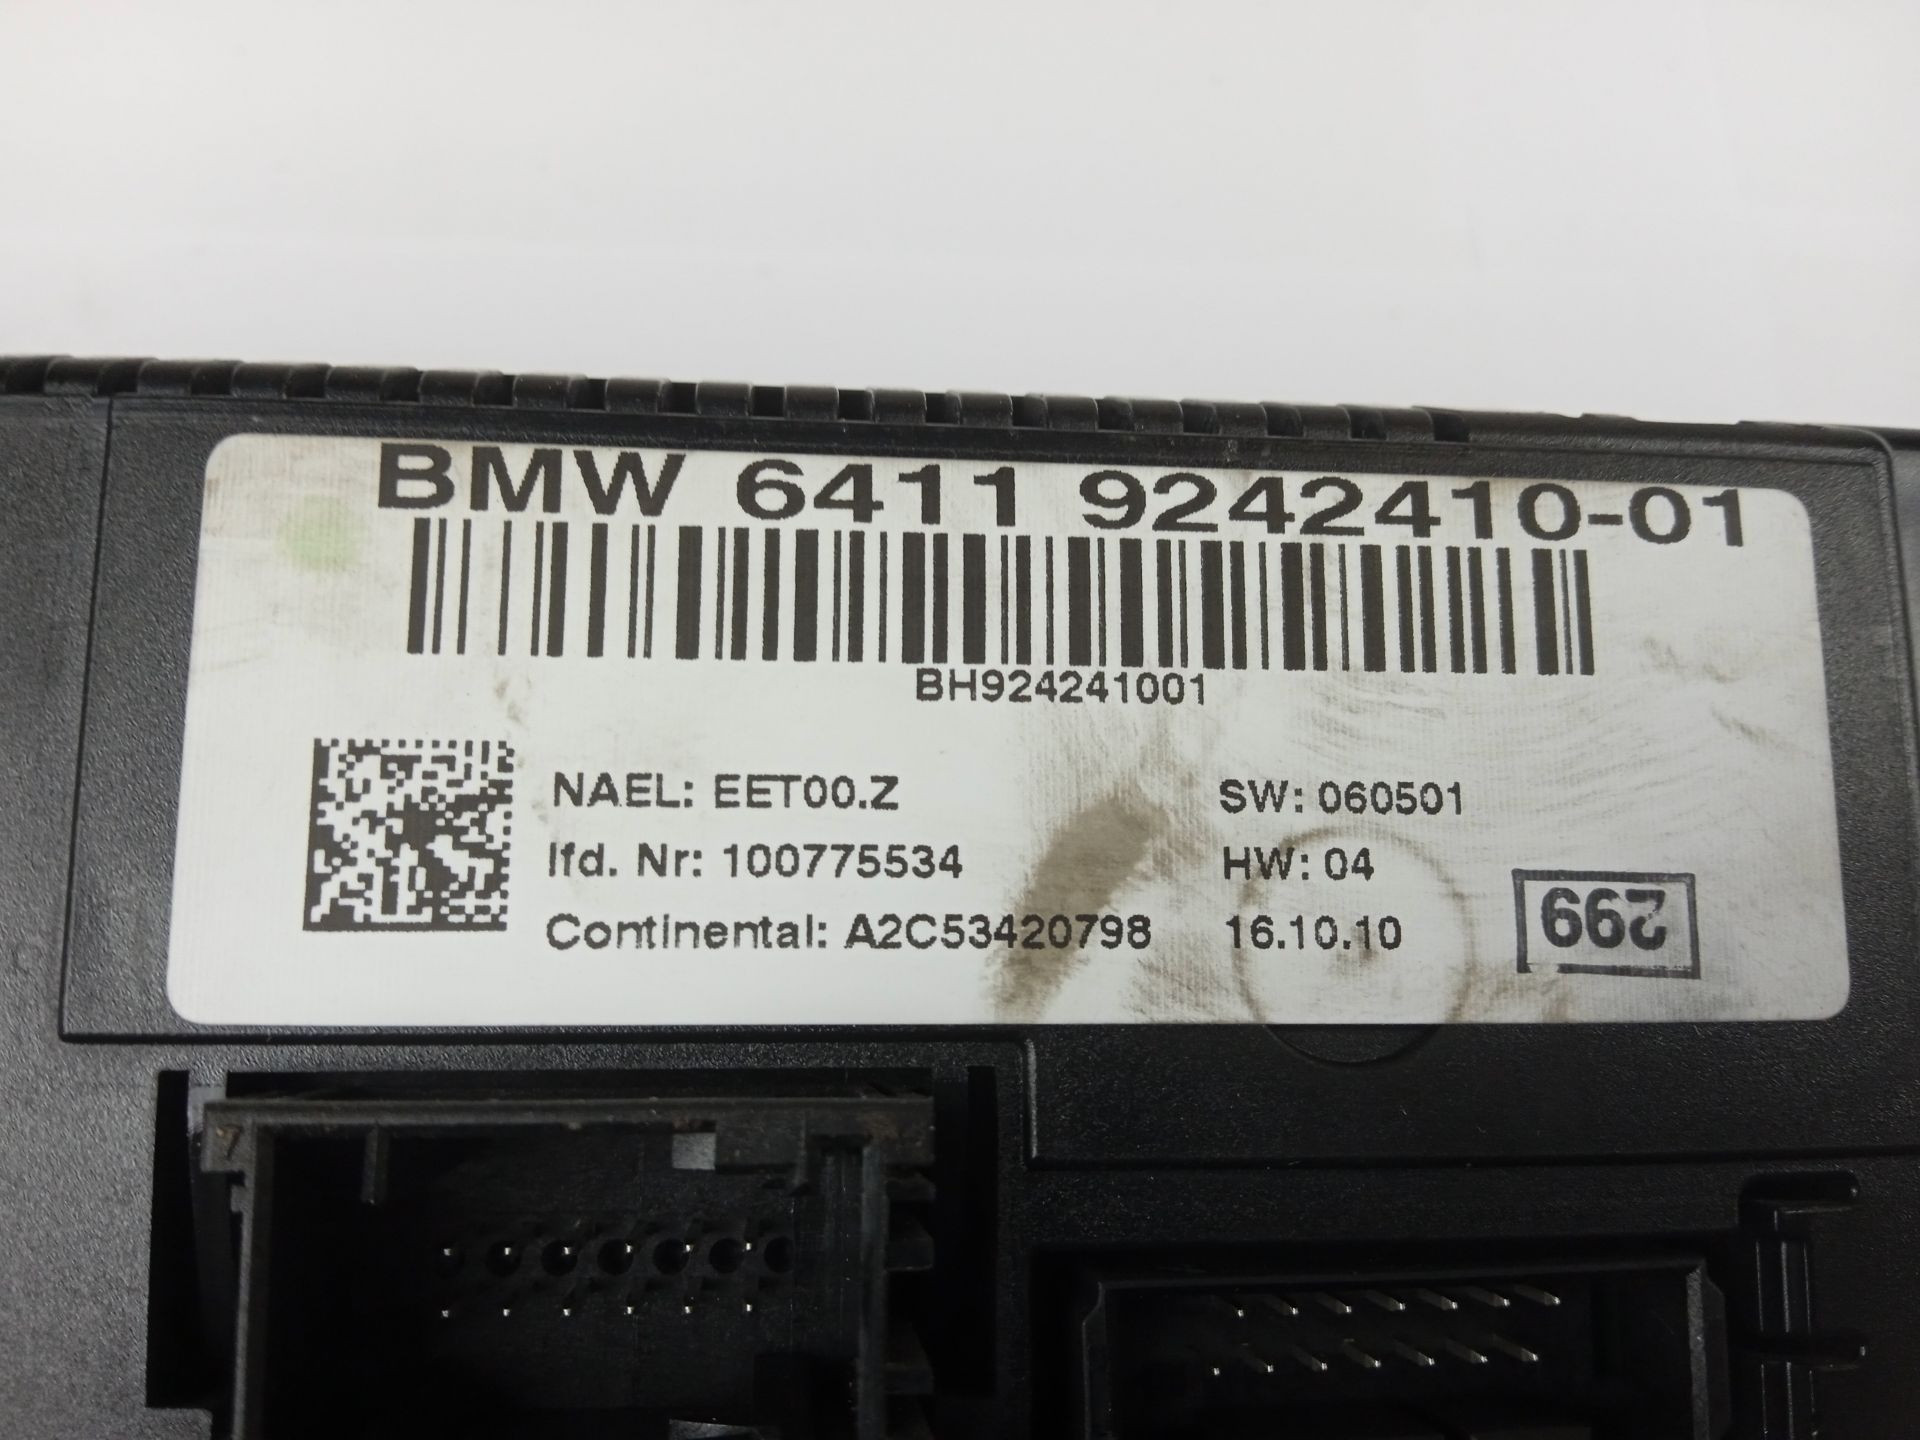 BMW 6411 9242410-01
BH924241001
NAEL: EET00.Z
SW: 060501
lfd. Nr: 100775534
HW: 04
Continental: A2C53420798
16.10.10
299